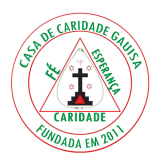 CASA DE CARIDADE GAUISA
FÉ
ESPERANÇA
CARIDADE
FUNDADA EM 2011